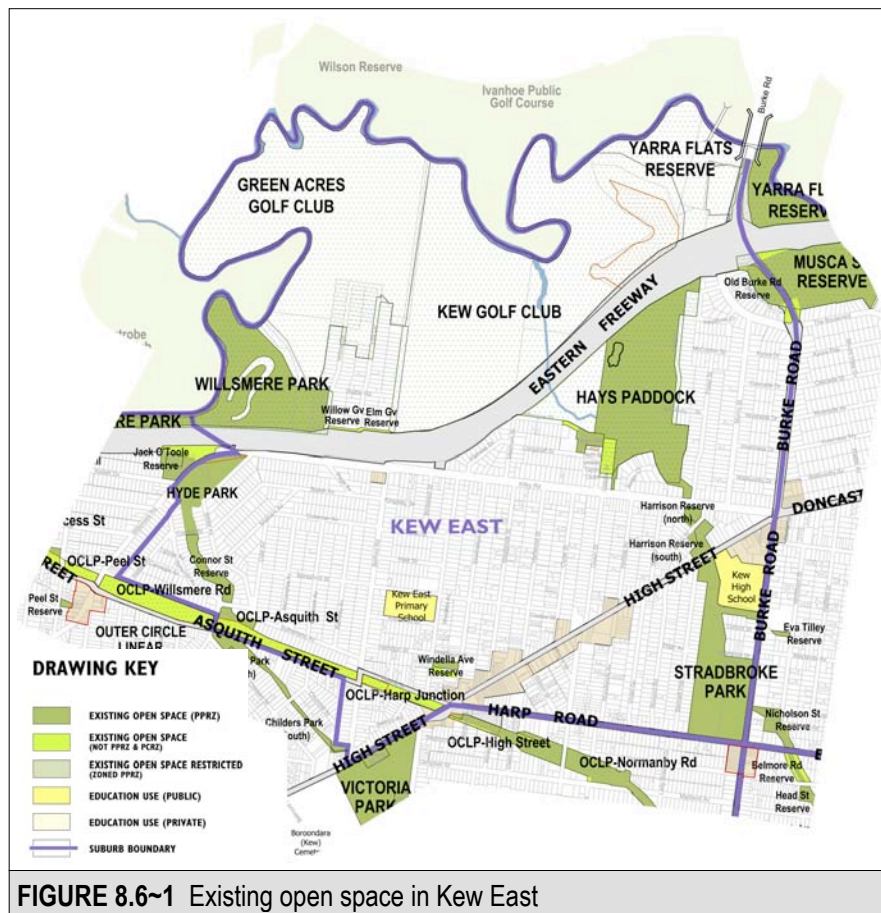 Wilson Reserve
Ivanhoe Public
Golf Course
Burke Rd
YARRA FLATS
RESERVE
GREEN ACRES
GOLF CLUB
YARRA FL
RESERV
MUSCA S
RESERVE
Old Burke Rd
Reserve
KEW GOLF CLUB
EASTERN FREEWAY
trobe
WILLSMERE PARK
HAYS PADDOCK
BURKE ROAD
Willow Gv
Reserve
Elm Gv
Reserve
RE PARK
Jack O'Toole
Reserve
HYDE PARK
Harrison Reserve
(north)
DONCAST
KEW EAST
cess St
Harrison Reserve
(south)
HIGH STREET
OCLP-Peel St
Connor St
Reserve
Kew
High
School
REET
OCLP-Willsmere Rd
Kew East
Primary
School
BURKE ROAD
Peel St
Reserve
OCLP-Asquith St
Eva Tilley
Reserve
OUTER CIRCLE
LINEAR
ASQUITH STREET
Windella Ave
Reserve
STRADBROKE
PARK
Park
h)
OCLP-Harp Junction
HARP ROAD
Nicholson St
Reserve
Childers Park
outh)
HIGH STREET
OCLP-High Street
E
OCLP-Normanby Rd
Belmore Rd
Reserve
VICTORIA
PARK
Head St
Reserve
Boroondara
(Kew)
Cemet
DRAWING KEY
EXISTING OPEN SPACE (PPRZ)
EXISTING OPEN SPACE
(NOT PPRZ & PCRZ)
EXISTING OPEN SPACE RESTRICTED
(ZONED PPRZ)
EDUCATION USE (PUBLIC)
EDUCATION USE (PRIVATE)
SUBURB BOUNDARY
FIGURE 8.6~1 Existing open space in Kew East